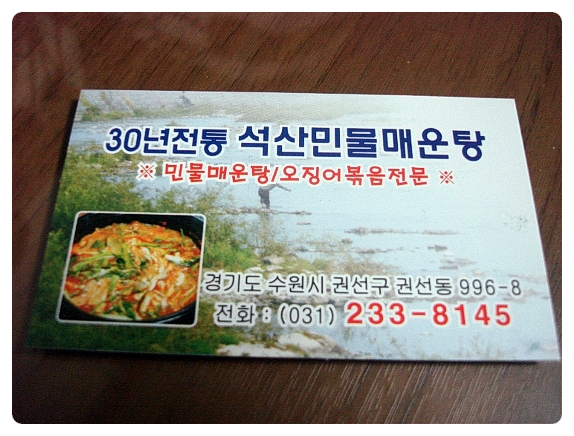 30년전통 석산민물매운탕
※ 민물매운탕/오징어볶음전문 ※
경기도 수원시 권선구 권선동 996-8
전화 : (031) 233-8145